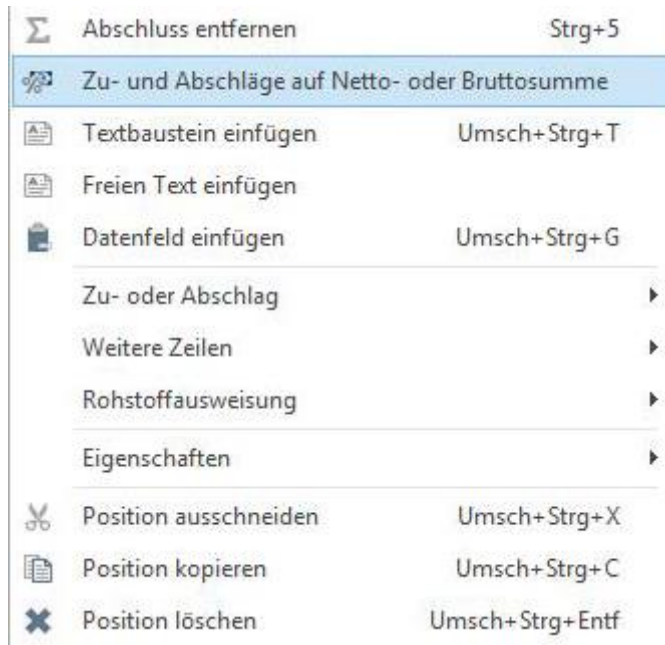 Abschluss entfernen Strg+5
Zu- und Abschläge auf Netto- oder Bruttosumme
Textbaustein einfügen Umsch+Strg+T
Freien Text einfügen
Datenfeld einfügen Umsch+Strg+G
Zu- oder Abschlag
Weitere Zeilen
Rohstoffausweisung
Eigenschaften
Position ausschneiden Umsch+Strg+X
Position kopieren Umsch+Strg+C
Position löschen Umsch+Strg+Entf